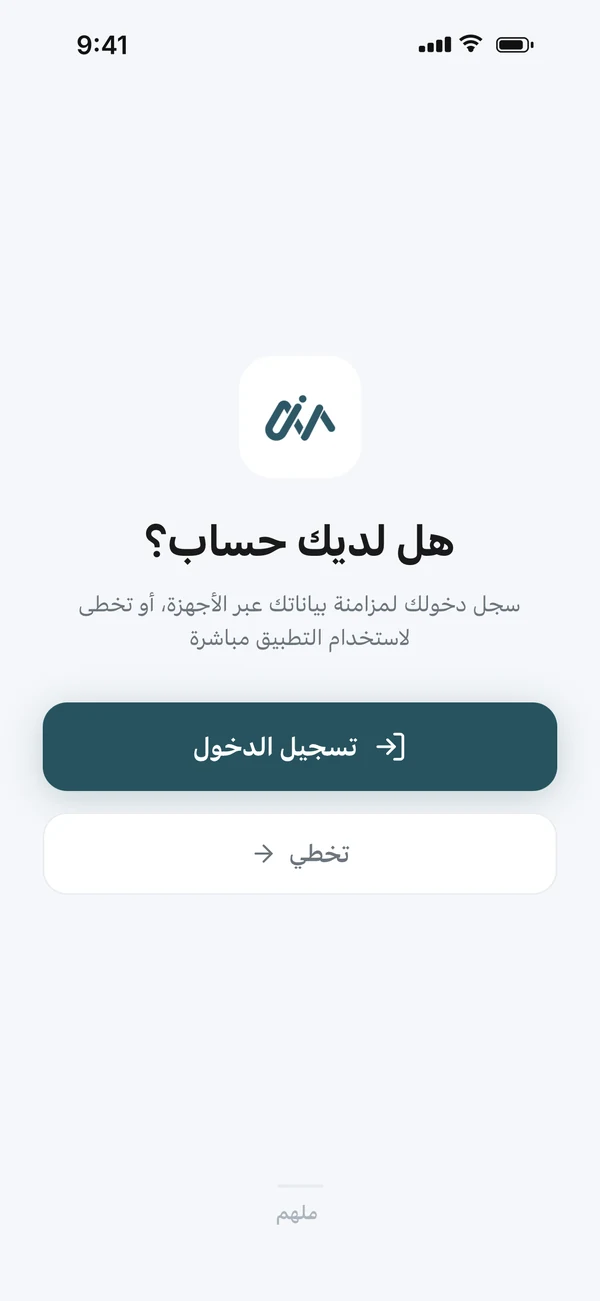 9:41
هل لديك حساب؟
سجل دخولك لمزامنة بياناتك عبر الأجهزة، أو تخطى
لاستخدام التطبيق مباشرة
تسجيل الدخول
تخطي
ملهم